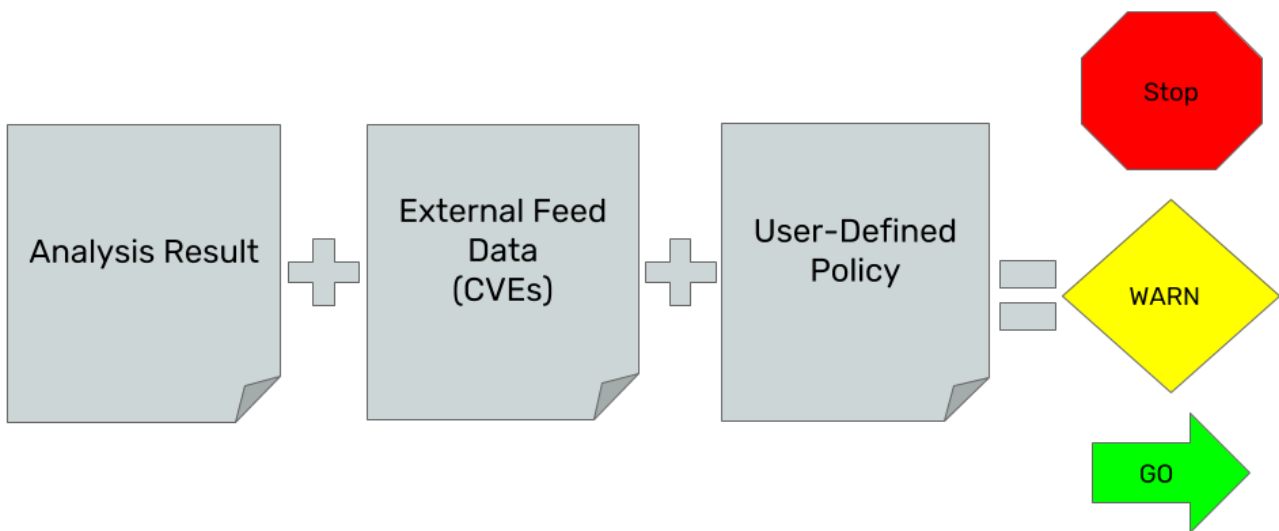 Analysis Result
External Feed
Data
(CVEs)
User-Defined
Policy
Stop
WARN
GO